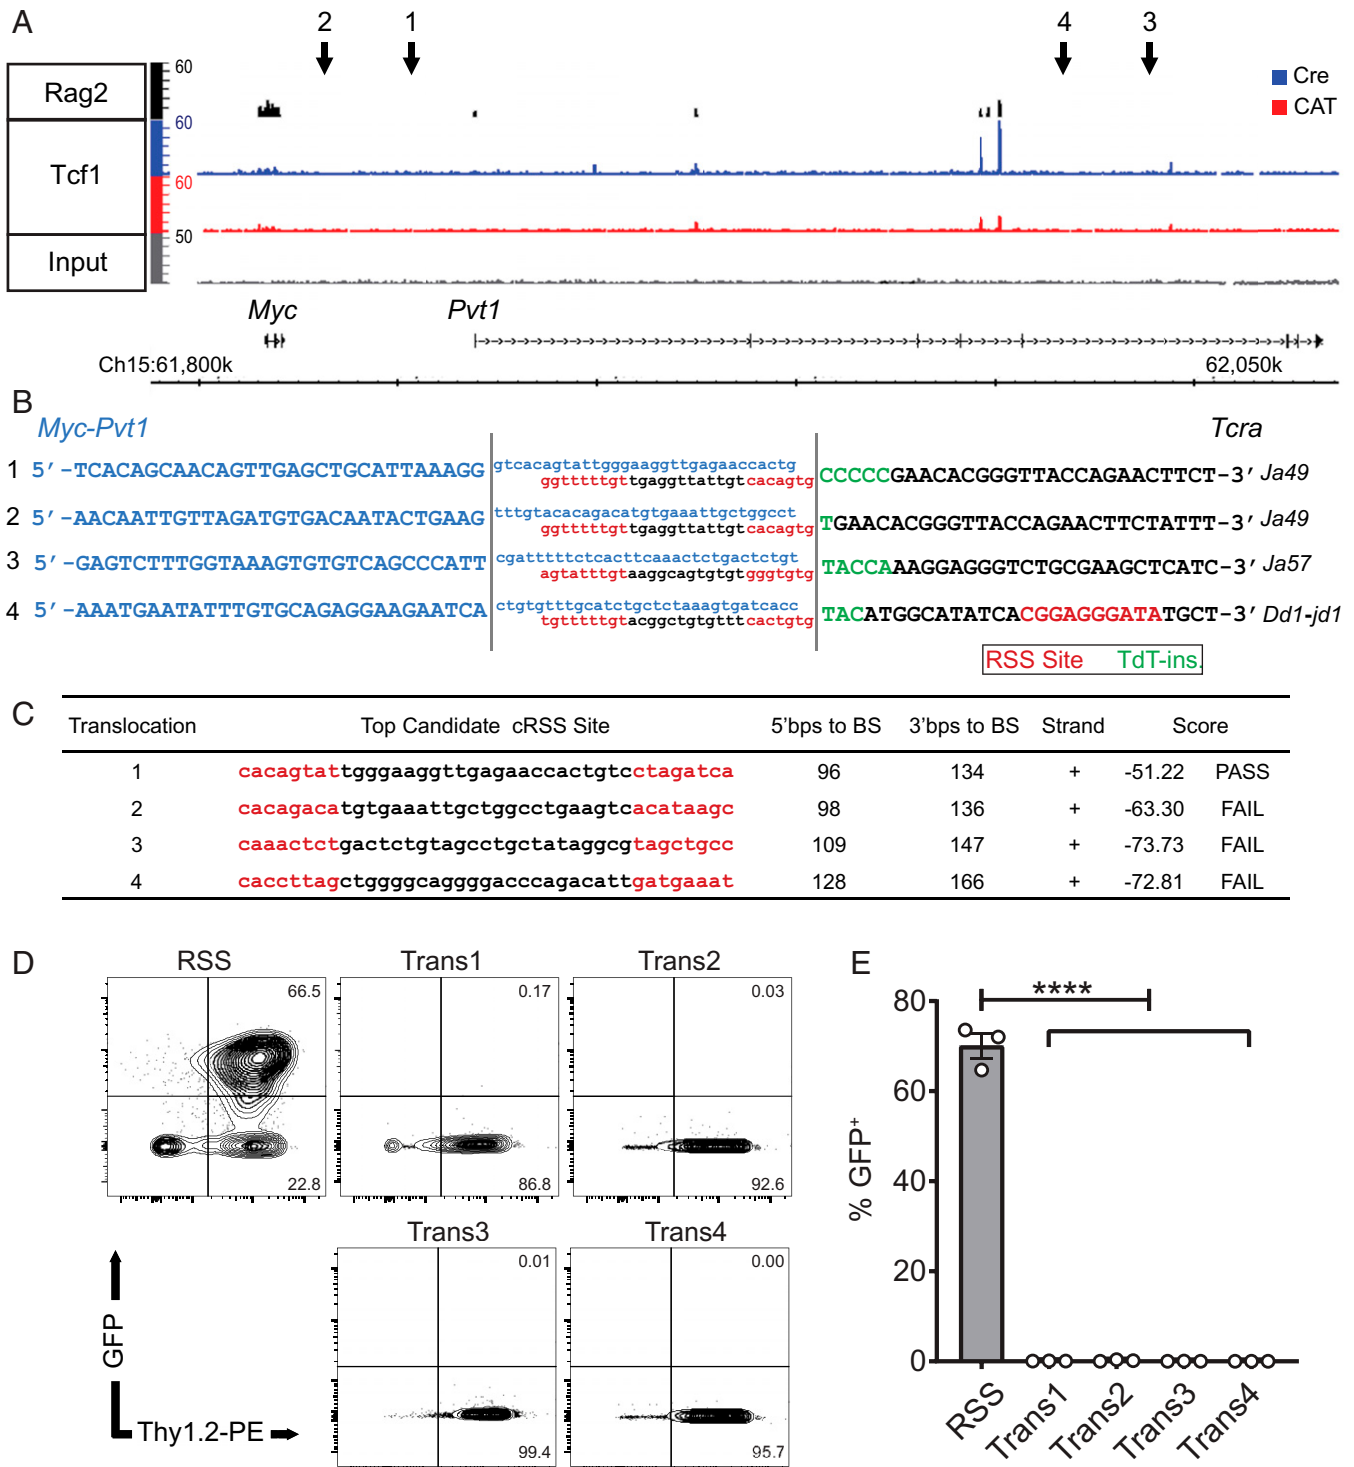 A
2 1 4 3
Rag2
60
Cre
CAT
60
Tcf1
60
50
Input
Myc Pvt1
Ch15:61,800k 62,050k
B
Myc-Pvt1 Tcra
1 5'-TCACAGCAACAGTTGAGCTGCATTAAAGG gtcacagtattgggaaggttgagaaccactg CCCCCGAACACGGGTTACCAGAACTTCT-3' Ja49
ggtttttgttgaggttattgtcacagtg
2 5'-AACAATTGTTAGATGTGACAATACTGAAG tttgtacacagacatgtgaaattgctggcct TGAACACGGGTTACCAGAACTTCTATTT-3' Ja49
ggtttttgttgaggttattgtcacagtg
3 5'-GAGTCTTTGGTAAAGTGTGTCAGCCCATT cgatttttctcacttcaaactctgactctgt TACCAAAGGAGGGTCTGCGAAGCTCATC-3' Ja57
agtatttgtaaggcagtgtgtgggtgtg
4 5'-AAATGAATATTTGTGCAGAGGAAGAATCA ctgtgtttgcatctgctctaaagtgatcacc TACATGGCATATCACGGAGGGATATGCT-3' Dd1-jd1
tgtttttgtacggctgtgtttcactgtg
RSS Site TdT-ins.
C
Translocation Top Candidate cRSS Site 5'bps to BS 3'bps to BS Strand Score
1 cacagtattgggaaggttgagaaccactgtcctagatca 96 134 + -51.22 PASS
2 cacagacatgtgaaattgctggcctgaagtcacataagc 98 136 + -63.30 FAIL
3 caaactctgactctgtagcctgctataggcgtagctgcc 109 147 + -73.73 FAIL
4 caccttagctggggcaggggacccagacattgatgaaat 128 166 + -72.81 FAIL
D
RSS Trans1 Trans2
66.5 0.17 0.03
22.8 86.8 92.6
Trans3 Trans4
0.01 0.00
99.4 95.7
GFP
Thy1.2-PE
E
% GFP+
80
60
40
20
0
****
RSS Trans1 Trans2 Trans3 Trans4